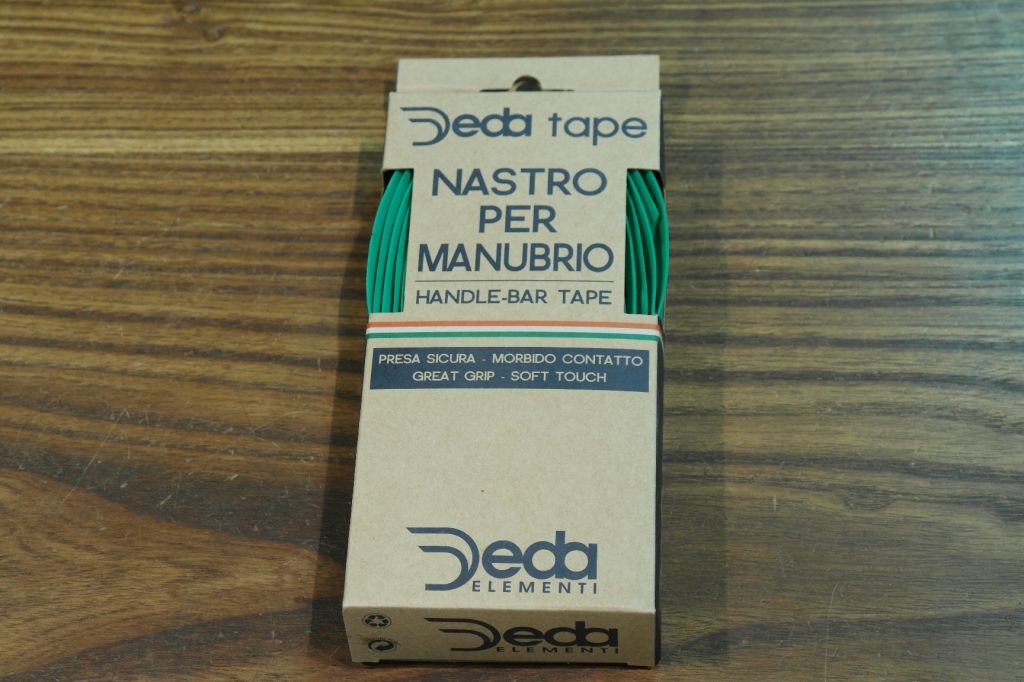 Deda tape
NASTRO
PER
MANUBRIO
HANDLE-BAR TAPE
PRESA SICURA - MORBIDO CONTATTO
GREAT GRIP - SOFT TOUCH
Deda
ELEMENTI
Deda
ELEMENTI